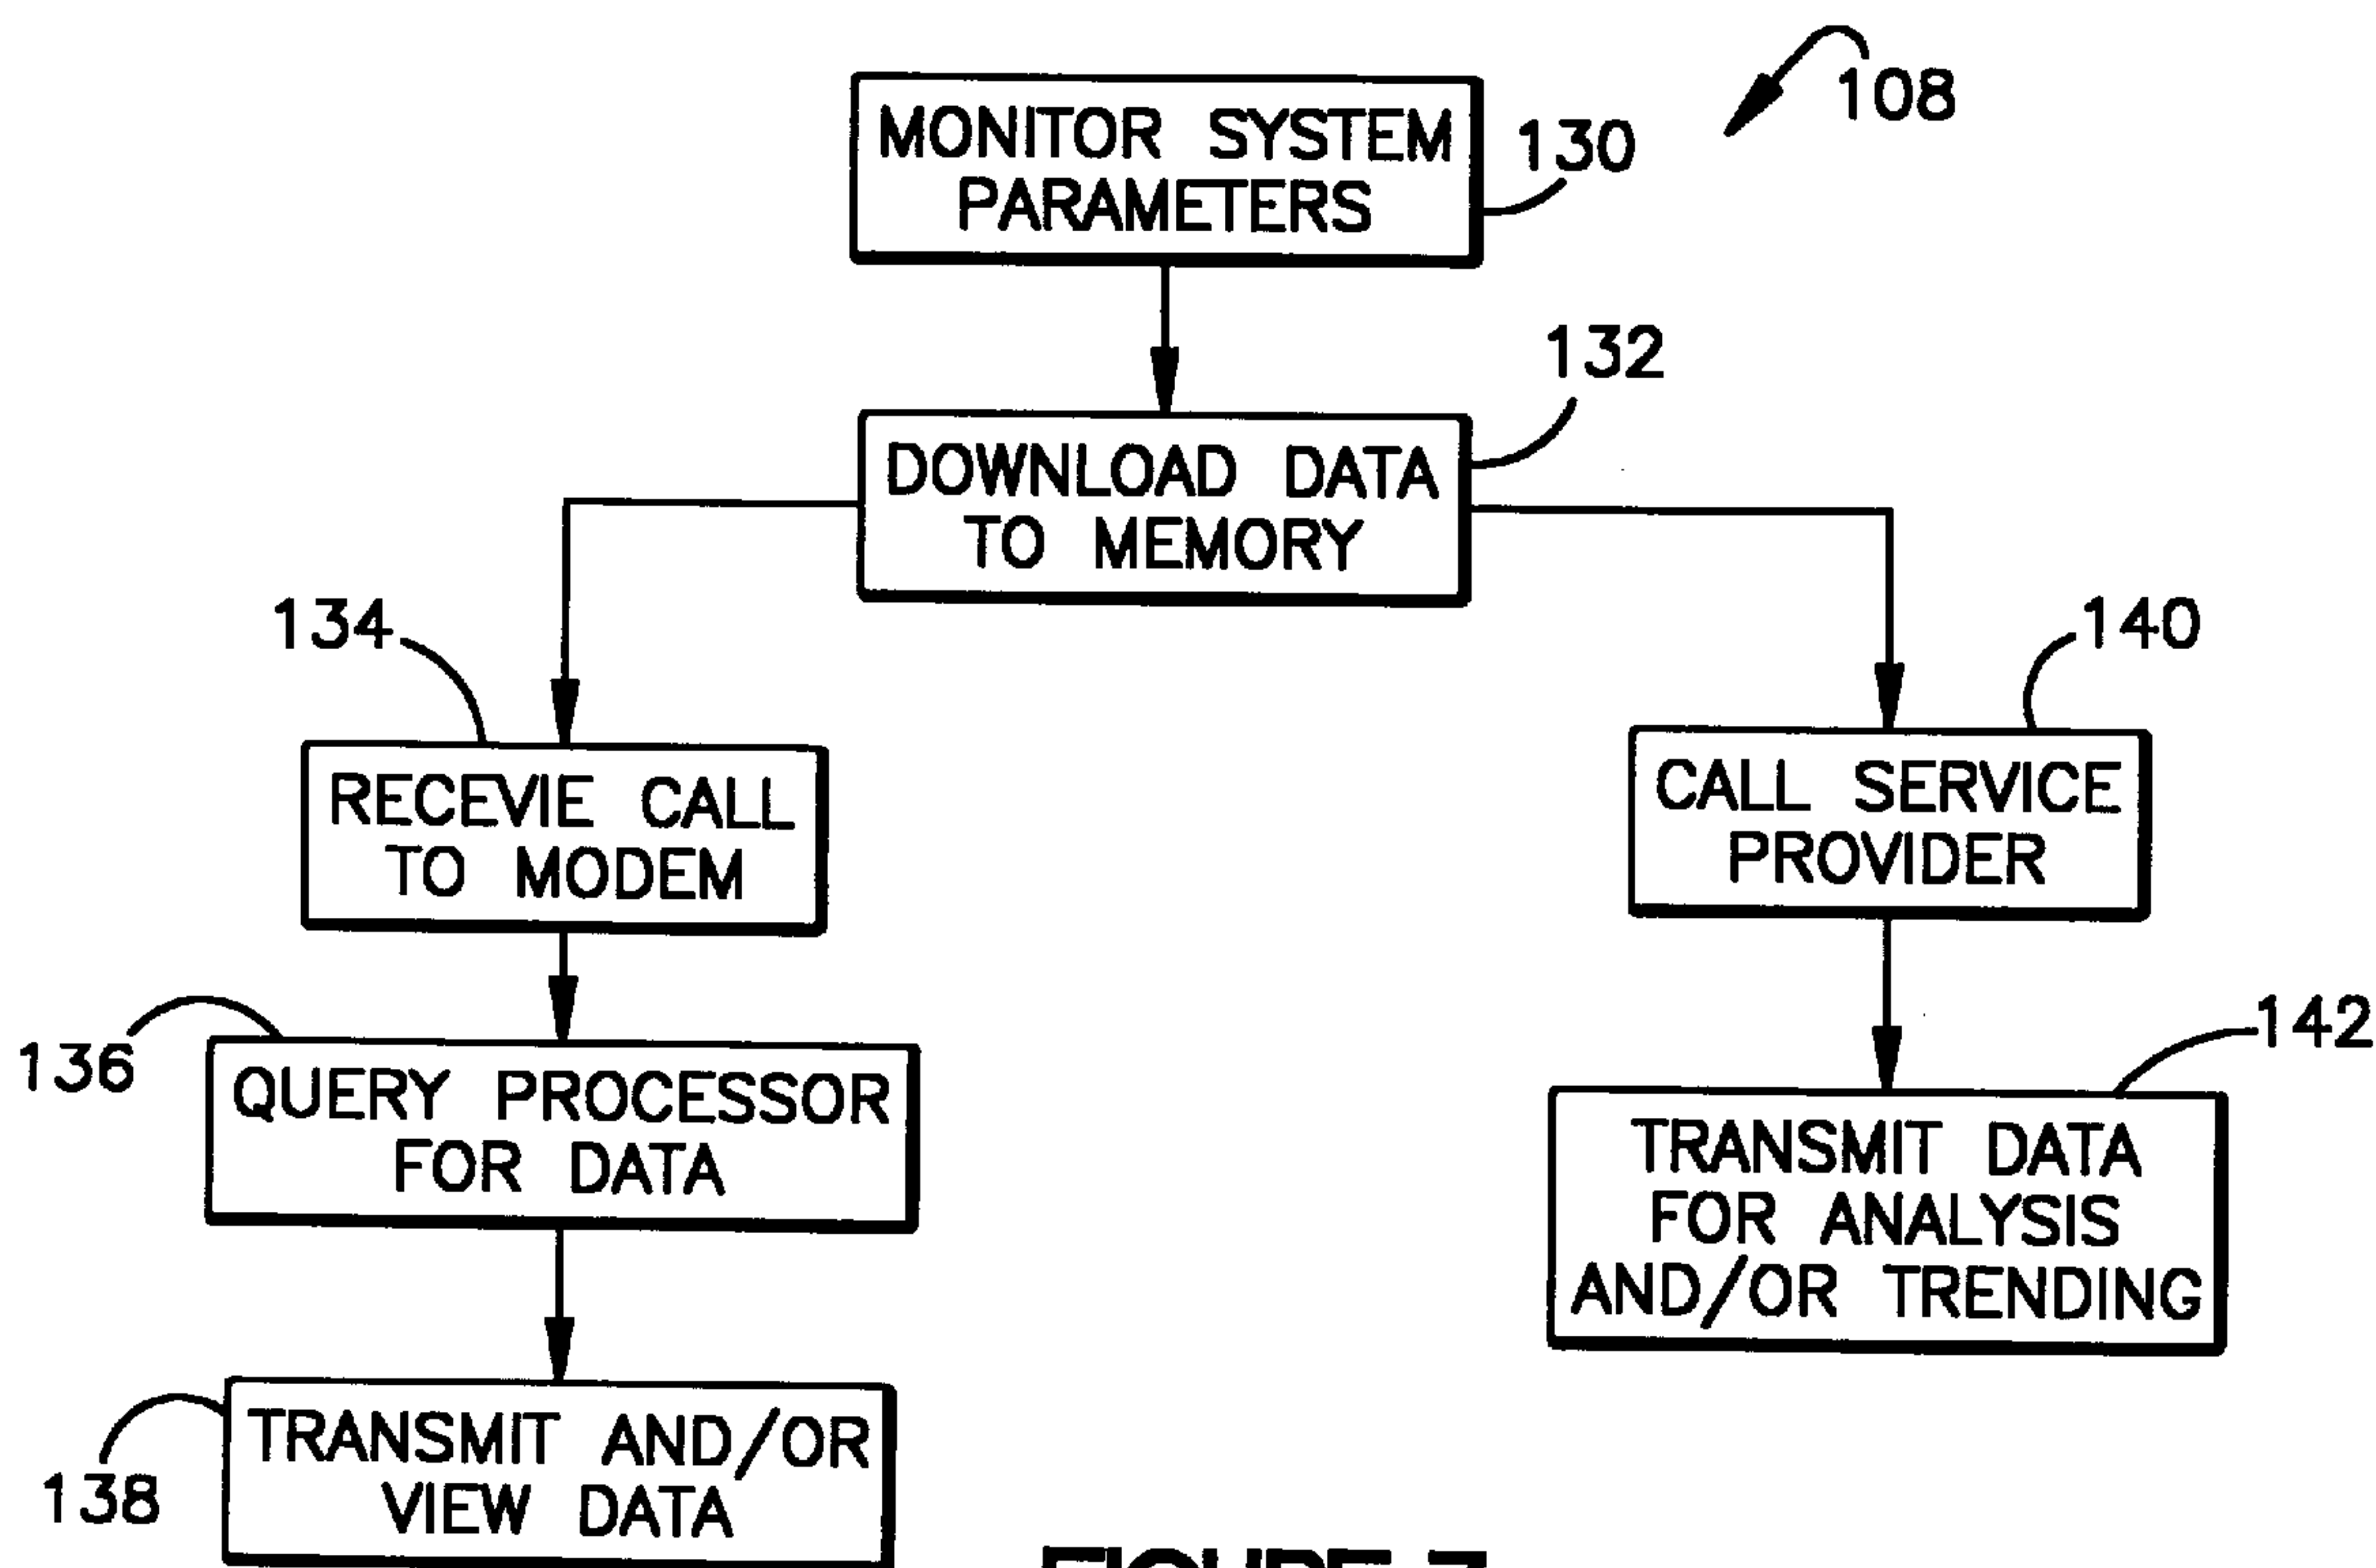 108
MONITOR SYSTEM
PARAMETERS
130
132
DOWNLOAD DATA
TO MEMORY
134
140
RECEVIE CALL
TO MODEM
CALL SERVICE
PROVIDER
136
142
QUERY PROCESSOR
FOR DATA
TRANSMIT DATA
FOR ANALYSIS
AND/OR TRENDING
138
TRANSMIT AND/OR
VIEW DATA
FIGURE